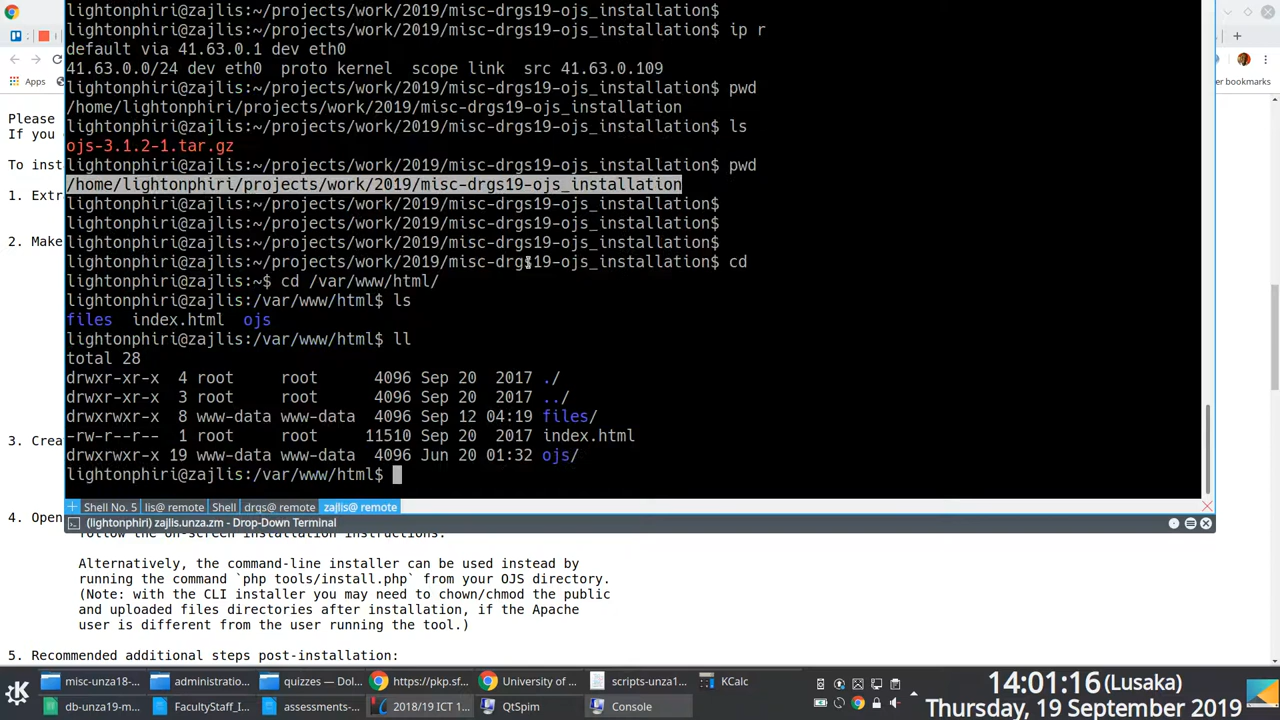 lightonphiri@zajlis:~/projects/work/2019/misc-drgs19-ojs_installation$
lightonphiri@zajlis:~/projects/work/2019/misc-drgs19-ojs_installation$ ip r
default via 41.63.0.1 dev eth0
41.63.0.0/24 dev eth0  proto kernel  scope link  src 41.63.0.109
lightonphiri@zajlis:~/projects/work/2019/misc-drgs19-ojs_installation$ pwd
/home/lightonphiri/projects/work/2019/misc-drgs19-ojs_installation
lightonphiri@zajlis:~/projects/work/2019/misc-drgs19-ojs_installation$ ls
ojs-3.1.2-1.tar.gz
lightonphiri@zajlis:~/projects/work/2019/misc-drgs19-ojs_installation$ pwd
/home/lightonphiri/projects/work/2019/misc-drgs19-ojs_installation
lightonphiri@zajlis:~/projects/work/2019/misc-drgs19-ojs_installation$
lightonphiri@zajlis:~/projects/work/2019/misc-drgs19-ojs_installation$
lightonphiri@zajlis:~/projects/work/2019/misc-drgs19-ojs_installation$
lightonphiri@zajlis:~/projects/work/2019/misc-drgs19-ojs_installation$ cd
lightonphiri@zajlis:~$ cd /var/www/html/
lightonphiri@zajlis:/var/www/html$ ls
files  index.html  ojs
lightonphiri@zajlis:/var/www/html$ ll
total 28
drwxr-xr-x  4 root     root      4096 Sep 20  2017 ./
drwxr-xr-x  3 root     root      4096 Sep 20  2017 ../
drwxrwxr-x  8 www-data www-data  4096 Sep 12 04:19 files/
-rw-r--r--  1 root     root     11510 Sep 20  2017 index.html
drwxrwxr-x 19 www-data www-data  4096 Jun 20 01:32 ojs/
lightonphiri@zajlis:/var/www/html$
Shell No. 5  lis@ remote  Shell  drgs@ remote  zajlis@ remote
(lightonphiri) zajlis.unza.zm - Drop-Down Terminal
Apps
er bookmarks
Please
If you
To inst
1. Extr
2. Make
3. Crea
4. Open
follow the on-screen installation instructions.
Alternatively, the command-line installer can be used instead by
running the command `php tools/install.php` from your OJS directory.
(Note: with the CLI installer you may need to chown/chmod the public
and uploaded files directories after installation, if the Apache
user is different from the user running the tool.)
5. Recommended additional steps post-installation:
misc-unza18-...  administratio...  quizzes — Dol...  https://pkp.sf...  University of ...  scripts-unza1...  KCalc
db-unza19-m...  FacultyStaff_I...  assessments-...  2018/19 ICT 1...  QtSpim  Console
14:01:16 (Lusaka)
Thursday, 19 September 2019